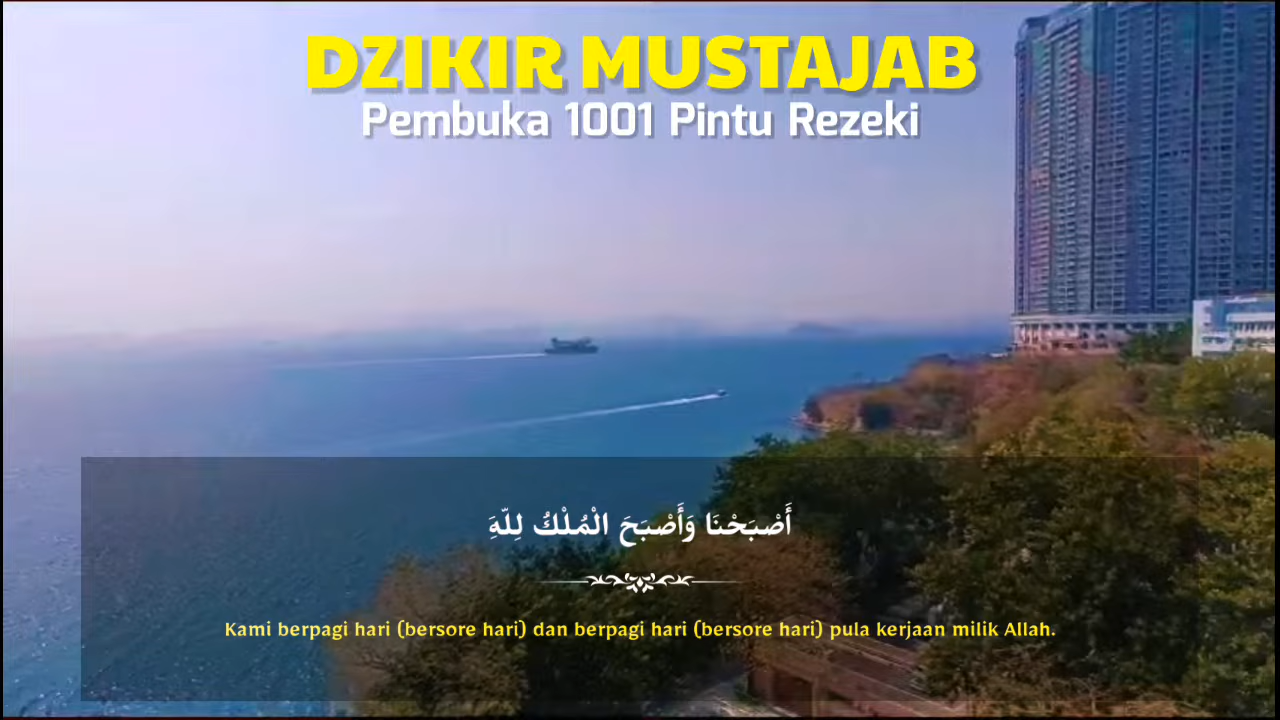 DZIKIR MUSTAJAB
Pembuka 1001 Pintu Rezeki
أَصْبَحْنَا وَأَصْبَحَ الْمُلْكُ لِلّهَِ
Kami berpagi hari (bersore hari) dan berpagi hari (bersore hari) pula kerjaan milik Allah.